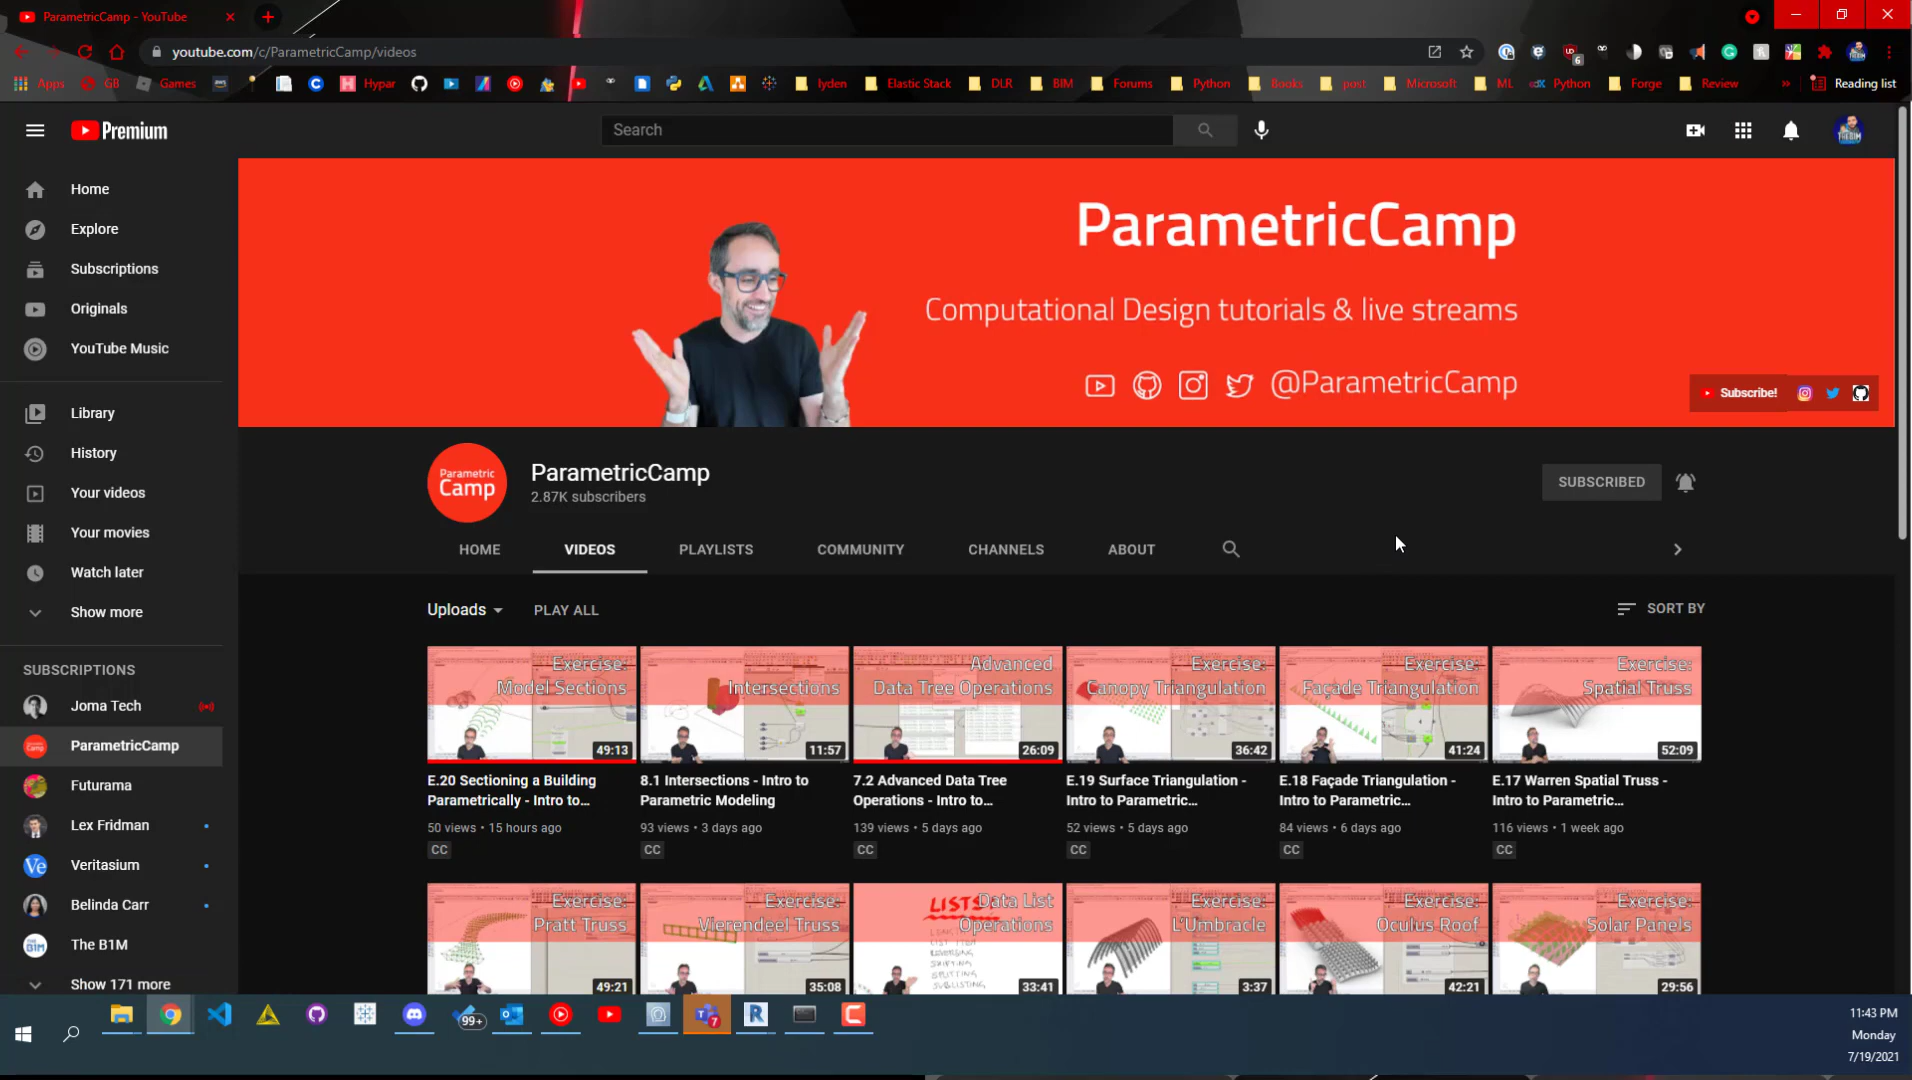 ParametricCamp - YouTube
youtube.com/c/ParametricCamp/videos
6
Apps
GB
Games
Hypar
lyden
Elastic Stack
DLR
BIM
Forums
Python
Books
post
Microsoft
ML
edX
Python
Forge
Review
»
Reading list
Premium
Search
Home
Explore
Subscriptions
Originals
YouTube Music
Library
History
Your videos
Your movies
Watch later
Show more
SUBSCRIPTIONS
Joma Tech
ParametricCamp
Futurama
Lex Fridman
Veritasium
Belinda Carr
The B1M
Show 171 more
ParametricCamp
Computational Design tutorials & live streams
@ParametricCamp
Subscribe!
Parametric
Camp
ParametricCamp
2.87K subscribers
SUBSCRIBED
HOME
VIDEOS
PLAYLISTS
COMMUNITY
CHANNELS
ABOUT
Uploads
PLAY ALL
SORT BY
Exercise:
Model Sections
49:13
E.20 Sectioning a Building
Parametrically - Intro to...
50 views • 15 hours ago
CC
Intersections
11:57
8.1 Intersections - Intro to
Parametric Modeling
93 views • 3 days ago
CC
Advanced
Data Tree Operations
26:09
7.2 Advanced Data Tree
Operations - Intro to...
139 views • 5 days ago
CC
Exercise:
Canopy Triangulation
36:42
E.19 Surface Triangulation -
Intro to Parametric...
52 views • 5 days ago
CC
Exercise:
Façade Triangulation
41:24
E.18 Façade Triangulation -
Intro to Parametric...
84 views • 6 days ago
CC
Exercise:
Spatial Truss
52:09
E.17 Warren Spatial Truss -
Intro to Parametric...
116 views • 1 week ago
CC
Exercise:
Pratt Truss
49:21
Exercise:
Vierendeel Truss
35:08
LISTS
Data List
Operations
LIST ITEM
REVERSING
SHIFTING
SPLITTING
SUBLISTING
33:41
Exercise:
L'Umbracle
3:37
Exercise:
Oculus Roof
42:21
Exercise:
Solar Panels
29:56
99+
7
11:43 PM
Monday
7/19/2021